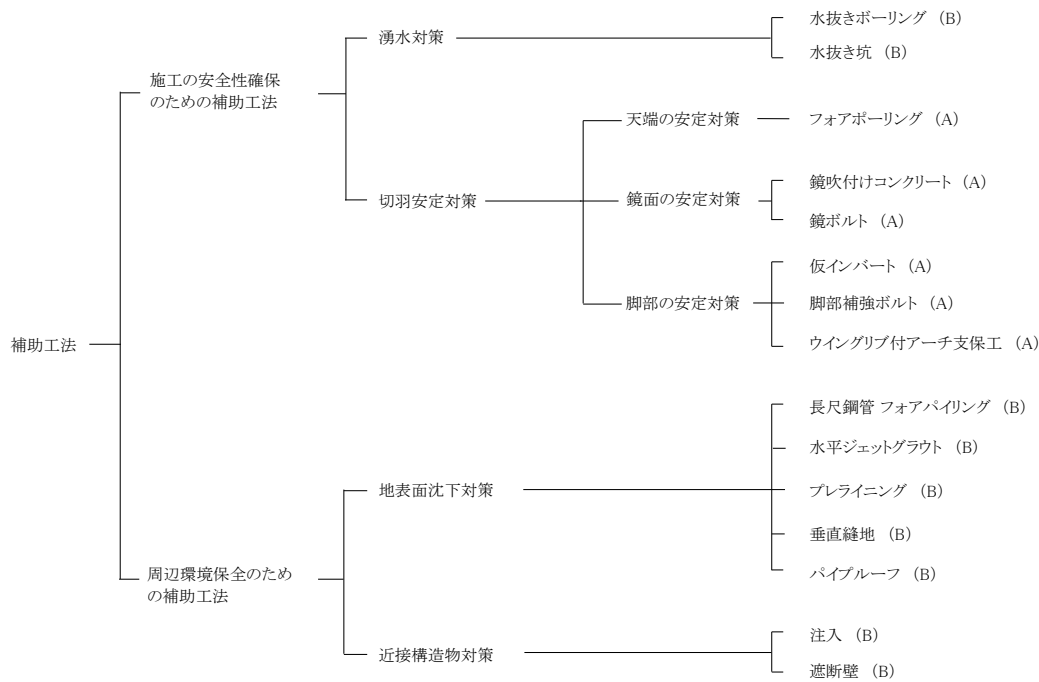 水抜きボーリング (B)
湧水対策
水抜き坑 (B)
施工の安全性確保
のための補助工法
天端の安定対策
フォアポーリング (A)
鏡吹付けコンクリート (A)
切羽安定対策
鏡面の安定対策
鏡ボルト (A)
仮インバート (A)
脚部の安定対策
脚部補強ボルト (A)
補助工法
ウイングリブ付アーチ支保工 (A)
長尺鋼管 フォアパイリング (B)
水平ジェットグラウト (B)
地表面沈下対策
プレライニング (B)
垂直縫地 (B)
周辺環境保全のため
の補助工法
パイプルーフ (B)
注入 (B)
近接構造物対策
遮断壁 (B)